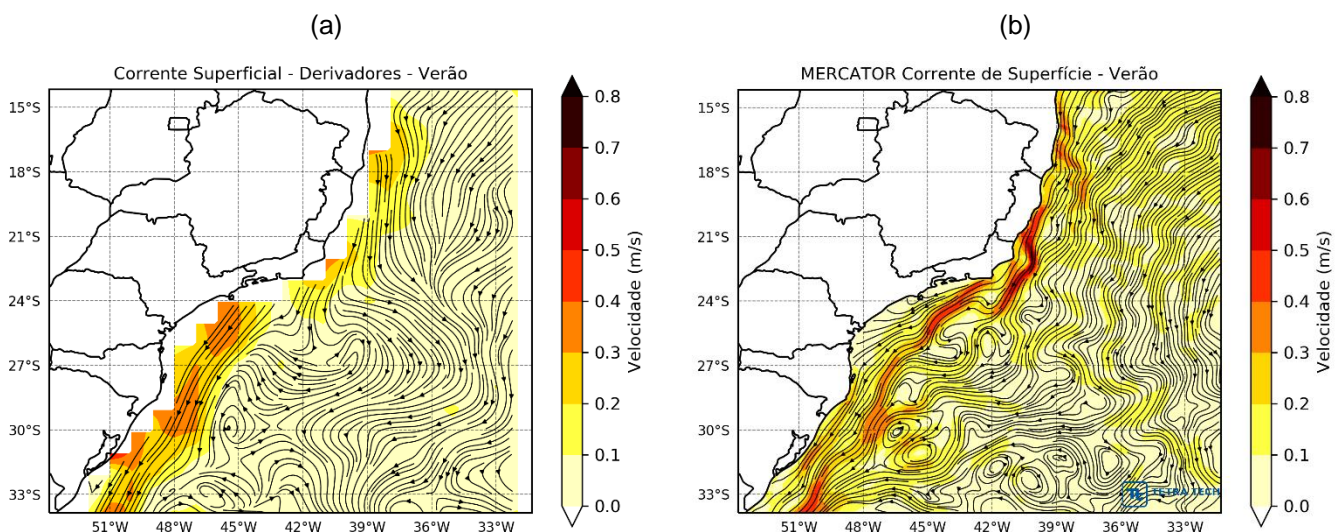 (a)
(b)
Corrente Superficial - Derivadores - Verão
15°S
18°S
21°S
24°S
27°S
30°S
33°S
51°W 48°W 45°W 42°W 39°W 36°W 33°W
0.8
0.7
0.6
0.5
0.4
0.3
0.2
0.1
0.0
Velocidade (m/s)
MERCATOR Corrente de Superfície - Verão
15°S
18°S
21°S
24°S
27°S
30°S
33°S
51°W 48°W 45°W 42°W 39°W 36°W 33°W
TETRA TECH
0.8
0.7
0.6
0.5
0.4
0.3
0.2
0.1
0.0
Velocidade (m/s)